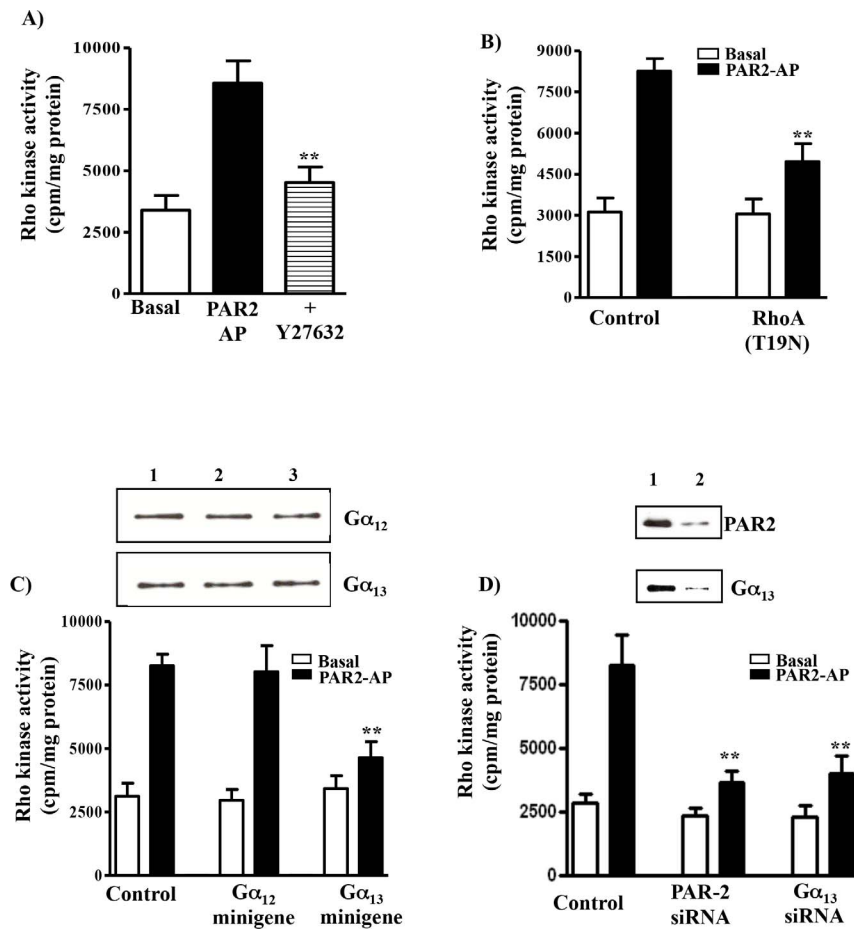 A)
Rho kinase activity
(cpm/mg protein)
10000
7500
5000
2500
0
**
Basal
PAR2
AP
+
Y27632
B)
Rho kinase activity
(cpm/mg protein)
9000
7500
6000
4500
3000
1500
0
Basal
PAR2-AP
**
Control
RhoA
(T19N)
C)
1 2 3
Gα12
Gα13
Rho kinase activity
(cpm/mg protein)
10000
7500
5000
2500
0
Basal
PAR2-AP
**
Control
Gα12
minigene
Gα13
minigene
D)
1 2
PAR2
Gα13
Rho kinase activity
(cpm/mg protein)
10000
7500
5000
2500
0
Basal
PAR2-AP
**
**
Control
PAR-2
siRNA
Gα13
siRNA